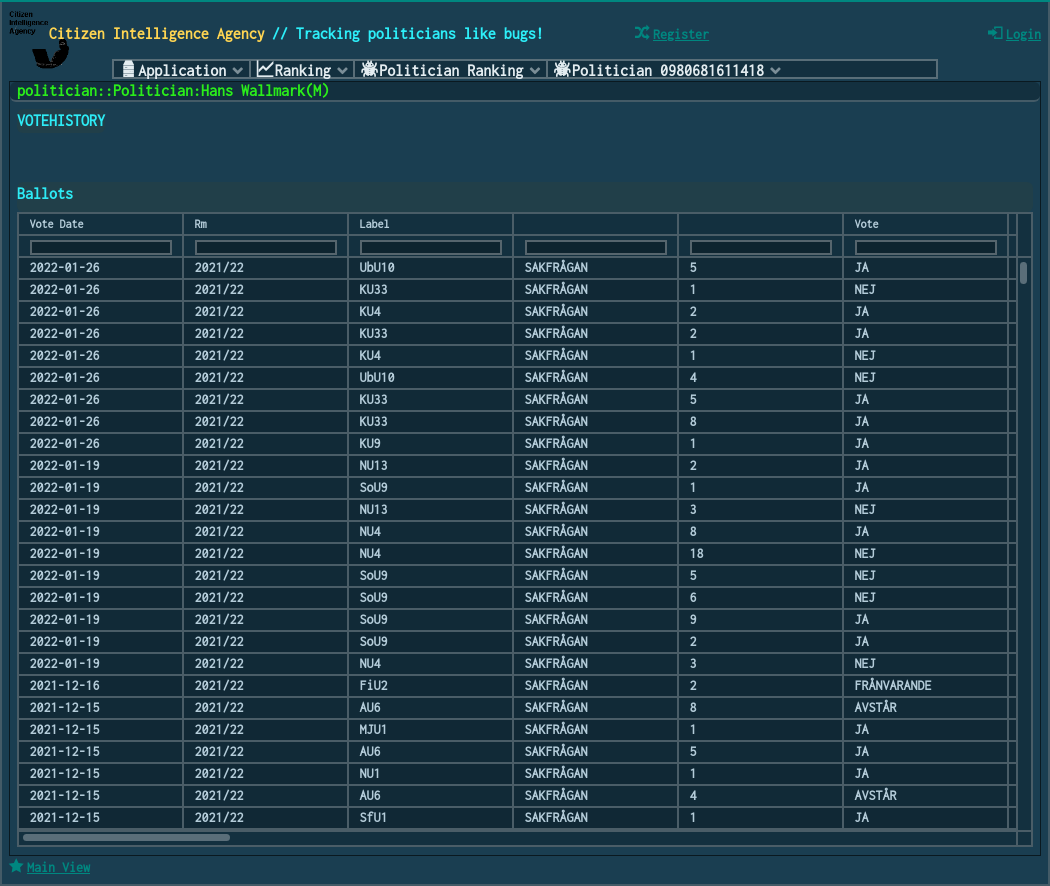 Citizen
Intelligence
Agency
Citizen Intelligence Agency // Tracking politicians like bugs!
Register
Login
Application Ranking Politician Ranking Politician 0980681611418
politician::Politician:Hans Wallmark(M)
VOTEHISTORY
Ballots
Vote Date Rm Label Vote
2022-01-26 2021/22 UbU10 SAKFRÅGAN 5 JA
2022-01-26 2021/22 KU33 SAKFRÅGAN 1 NEJ
2022-01-26 2021/22 KU4 SAKFRÅGAN 2 JA
2022-01-26 2021/22 KU33 SAKFRÅGAN 2 JA
2022-01-26 2021/22 KU4 SAKFRÅGAN 1 NEJ
2022-01-26 2021/22 UbU10 SAKFRÅGAN 4 NEJ
2022-01-26 2021/22 KU33 SAKFRÅGAN 5 JA
2022-01-26 2021/22 KU33 SAKFRÅGAN 8 JA
2022-01-26 2021/22 KU9 SAKFRÅGAN 1 JA
2022-01-19 2021/22 NU13 SAKFRÅGAN 2 JA
2022-01-19 2021/22 SoU9 SAKFRÅGAN 1 JA
2022-01-19 2021/22 NU13 SAKFRÅGAN 3 NEJ
2022-01-19 2021/22 NU4 SAKFRÅGAN 8 JA
2022-01-19 2021/22 NU4 SAKFRÅGAN 18 NEJ
2022-01-19 2021/22 SoU9 SAKFRÅGAN 5 NEJ
2022-01-19 2021/22 SoU9 SAKFRÅGAN 6 NEJ
2022-01-19 2021/22 SoU9 SAKFRÅGAN 9 JA
2022-01-19 2021/22 SoU9 SAKFRÅGAN 2 JA
2022-01-19 2021/22 NU4 SAKFRÅGAN 3 NEJ
2021-12-16 2021/22 FiU2 SAKFRÅGAN 2 FRÅNVARANDE
2021-12-15 2021/22 AU6 SAKFRÅGAN 8 AVSTÅR
2021-12-15 2021/22 MJU1 SAKFRÅGAN 1 JA
2021-12-15 2021/22 AU6 SAKFRÅGAN 5 JA
2021-12-15 2021/22 NU1 SAKFRÅGAN 1 JA
2021-12-15 2021/22 AU6 SAKFRÅGAN 4 AVSTÅR
2021-12-15 2021/22 SfU1 SAKFRÅGAN 1 JA
Main View